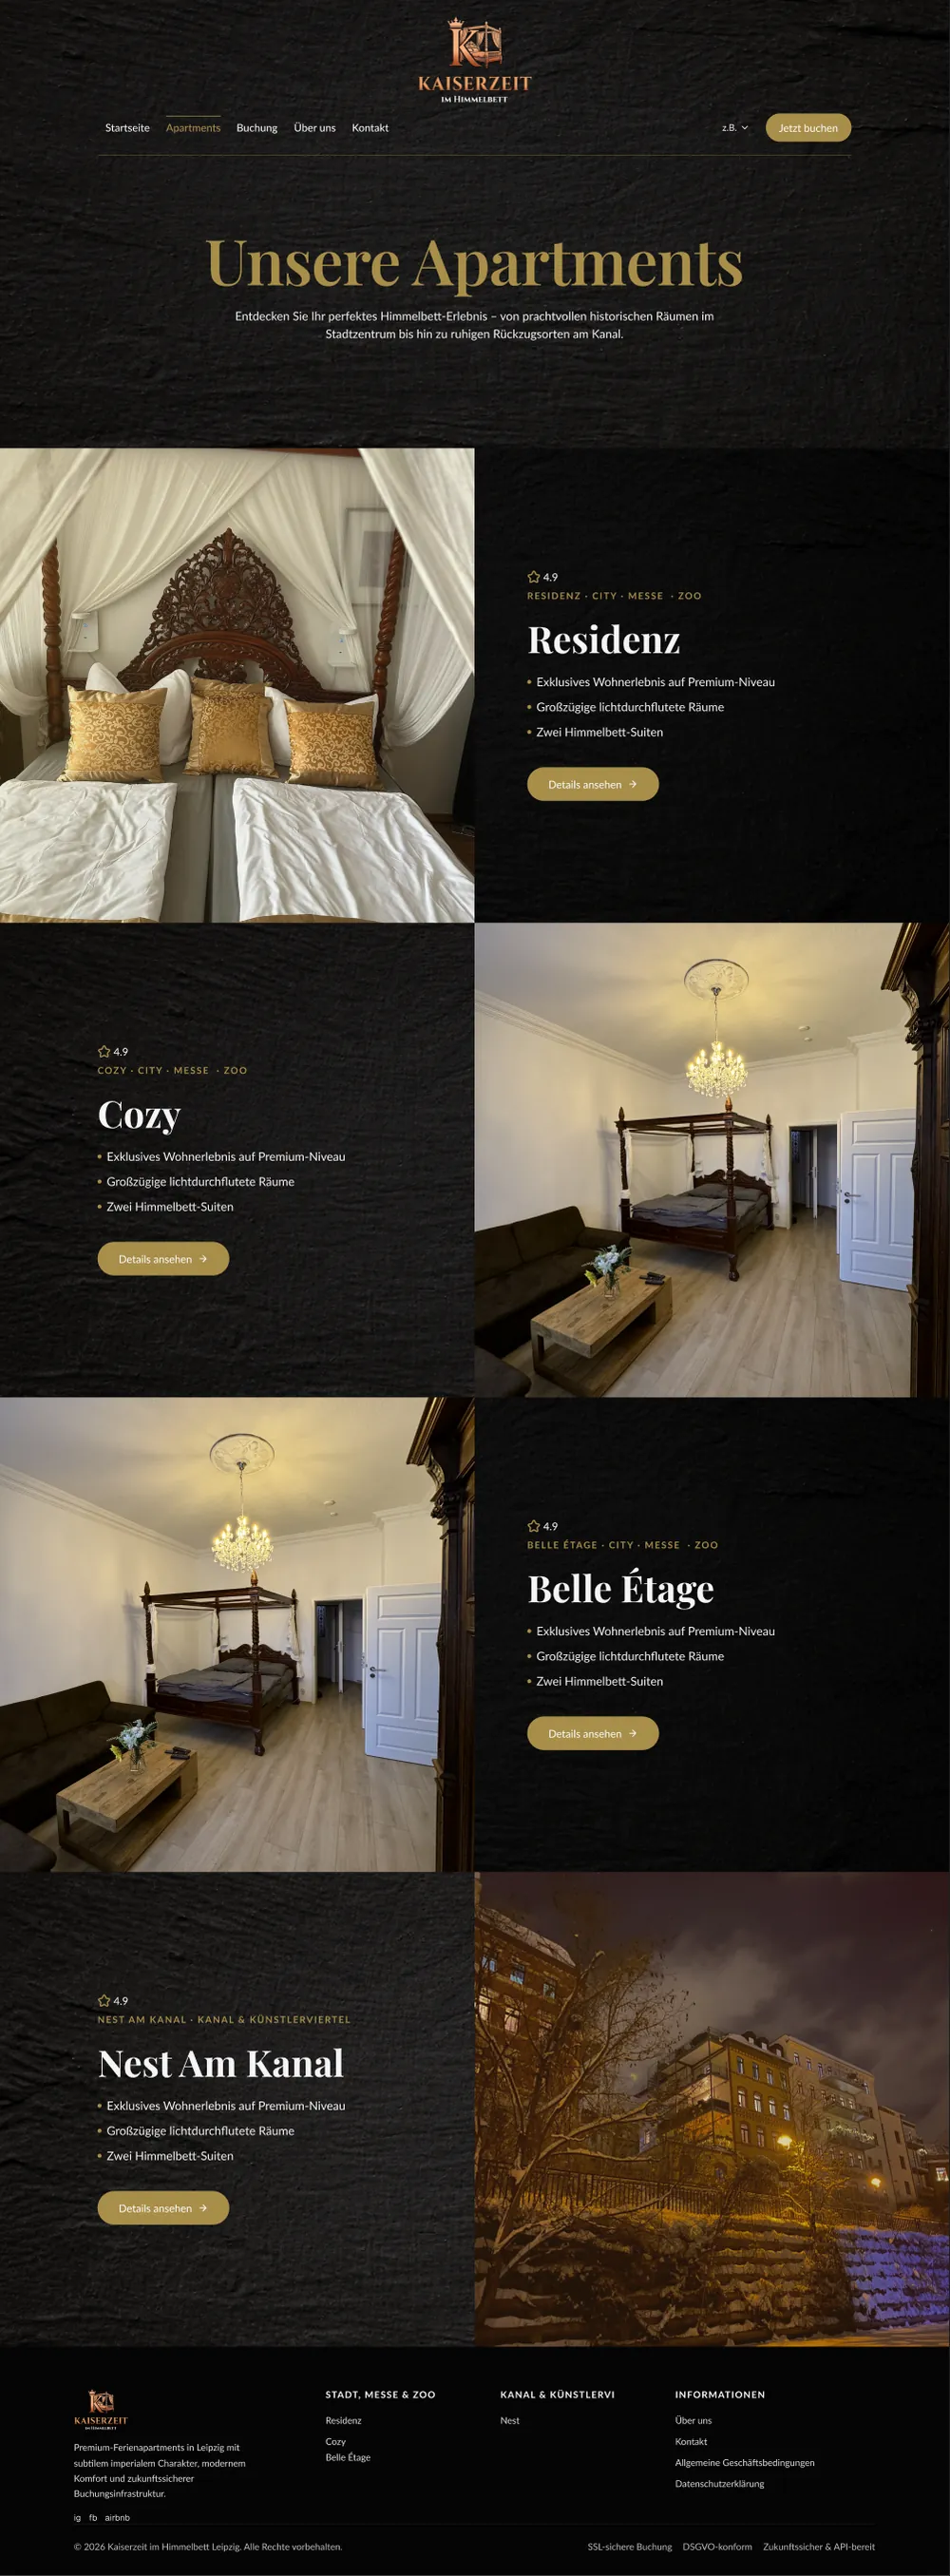 KAISERZEIT
IM HIMMELBETT
Startseite Apartments Buchung Über uns Kontakt z.B. Jetzt buchen
Unsere Apartments
Entdecken Sie Ihr perfektes Himmelbett-Erlebnis – von prachtvollen historischen Räumen im
Stadtzentrum bis hin zu ruhigen Rückzugsorten am Kanal.
4.9
RESIDENZ · CITY · MESSE · ZOO
Residenz
• Exklusives Wohnerlebnis auf Premium-Niveau
• Großzügige lichtdurchflutete Räume
• Zwei Himmelbett-Suiten
Details ansehen →
4.9
COZY · CITY · MESSE · ZOO
Cozy
• Exklusives Wohnerlebnis auf Premium-Niveau
• Großzügige lichtdurchflutete Räume
• Zwei Himmelbett-Suiten
Details ansehen →
4.9
BELLE ÉTAGE · CITY · MESSE · ZOO
Belle Étage
• Exklusives Wohnerlebnis auf Premium-Niveau
• Großzügige lichtdurchflutete Räume
• Zwei Himmelbett-Suiten
Details ansehen →
4.9
NEST AM KANAL · KANAL & KÜNSTLERVIERTEL
Nest Am Kanal
• Exklusives Wohnerlebnis auf Premium-Niveau
• Großzügige lichtdurchflutete Räume
• Zwei Himmelbett-Suiten
Details ansehen →
KAISERZEIT
IM HIMMELBETT
Premium-Ferienapartments in Leipzig mit
subtilem imperialem Charakter, modernem
Komfort und zukunftssicherer
Buchungsinfrastruktur.
ig fb airbnb
STADT, MESSE & ZOO
Residenz
Cozy
Belle Étage
KANAL & KÜNSTLERVI
Nest
INFORMATIONEN
Über uns
Kontakt
Allgemeine Geschäftsbedingungen
Datenschutzerklärung
© 2026 Kaiserzeit im Himmelbett Leipzig. Alle Rechte vorbehalten.
SSL-sichere Buchung DSGVO-konform Zukunftssicher & API-bereit